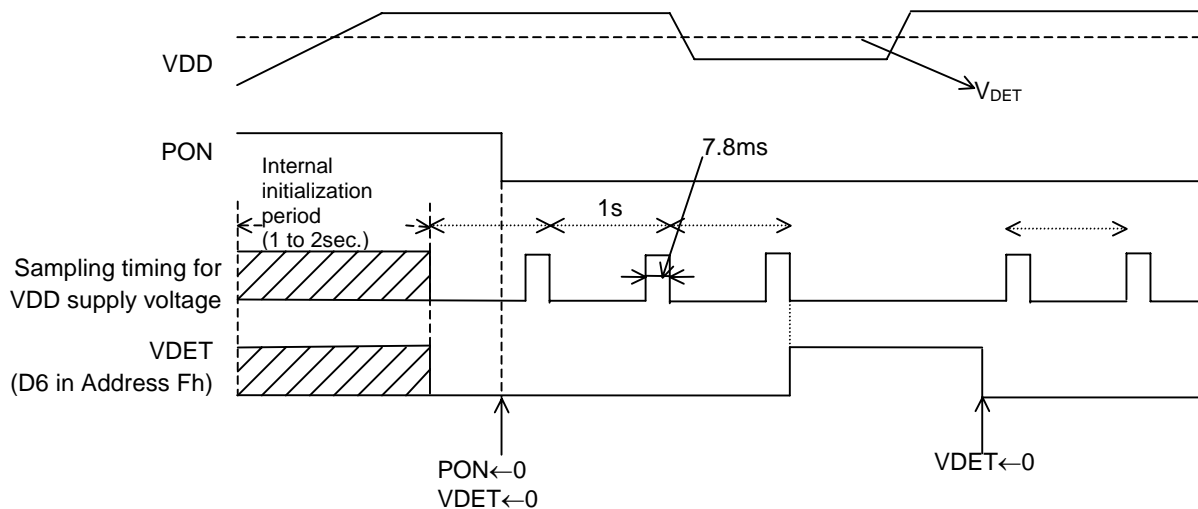 VDD
VDET
PON
7.8ms
Internal
initialization
period
(1 to 2sec.)
1s
Sampling timing for
VDD supply voltage
VDET
(D6 in Address Fh)
PON←0
VDET←0
VDET←0